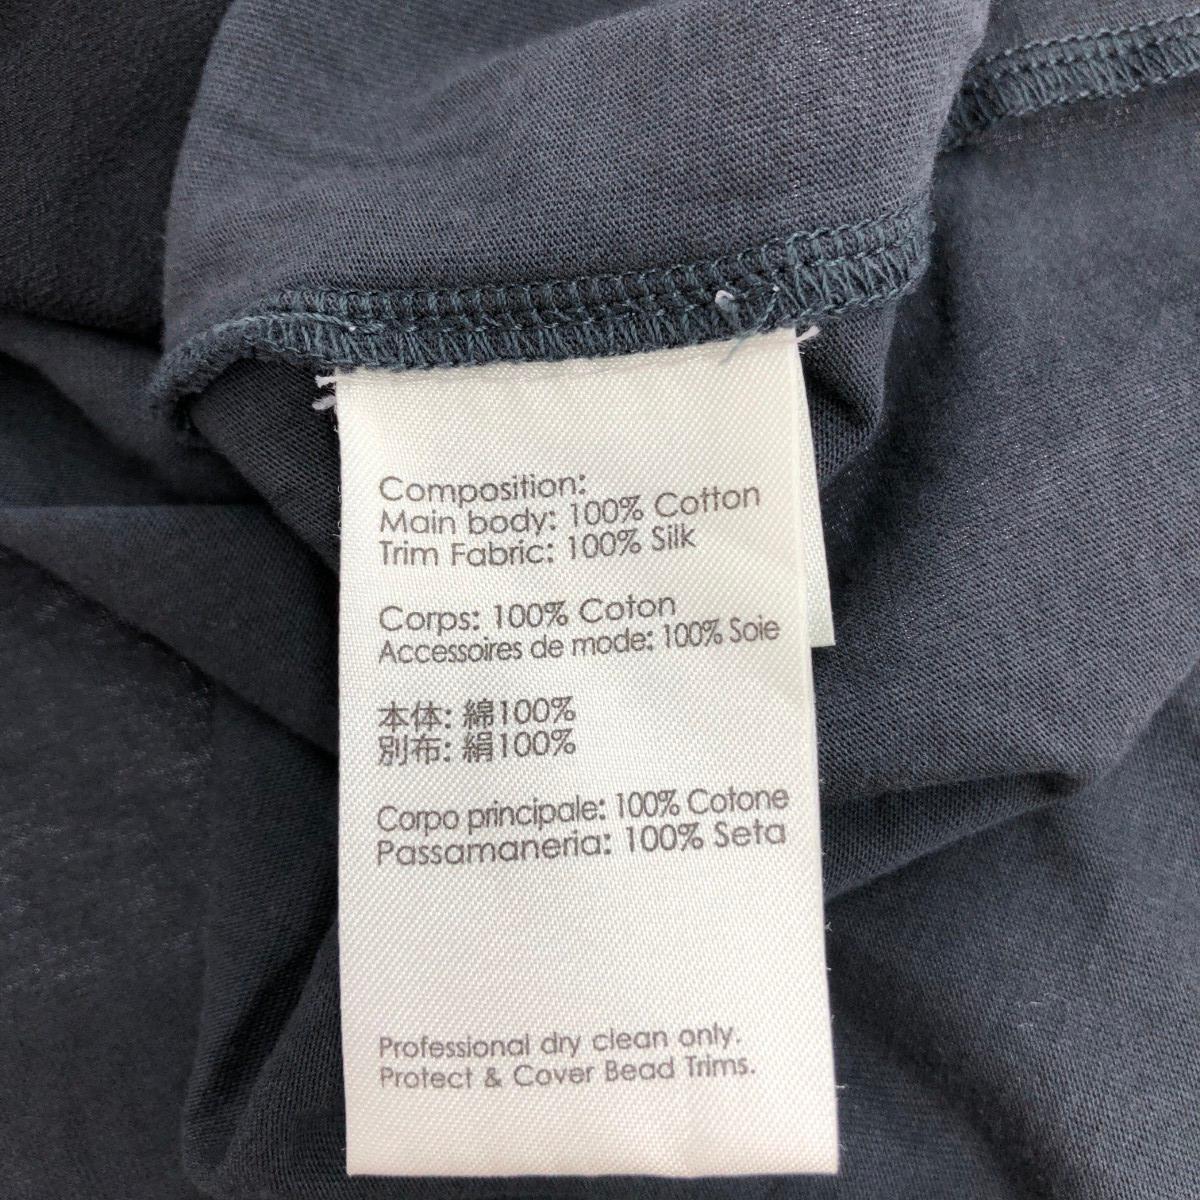 Composition:
Main body: 100% Cotton
Trim Fabric: 100% Silk
Corps: 100% Coton
Accessoires de mode: 100% Soie
本体: 綿100%
別布: 絹100%
Corpo principale: 100% Cotone
Passamaneria: 100% Seta
Professional dry clean only.
Protect & Cover Bead Trims.